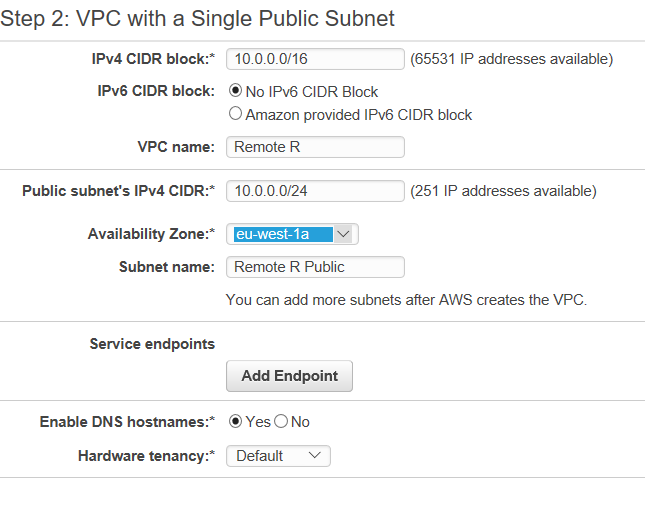 Step 2: VPC with a Single Public Subnet
IPv4 CIDR block:* 10.0.0.0/16 (65531 IP addresses available)
IPv6 CIDR block: No IPv6 CIDR Block
Amazon provided IPv6 CIDR block
VPC name: Remote R
Public subnet's IPv4 CIDR:* 10.0.0.0/24 (251 IP addresses available)
Availability Zone:* eu-west-1a
Subnet name: Remote R Public
You can add more subnets after AWS creates the VPC.
Service endpoints
Add Endpoint
Enable DNS hostnames:* Yes No
Hardware tenancy:* Default